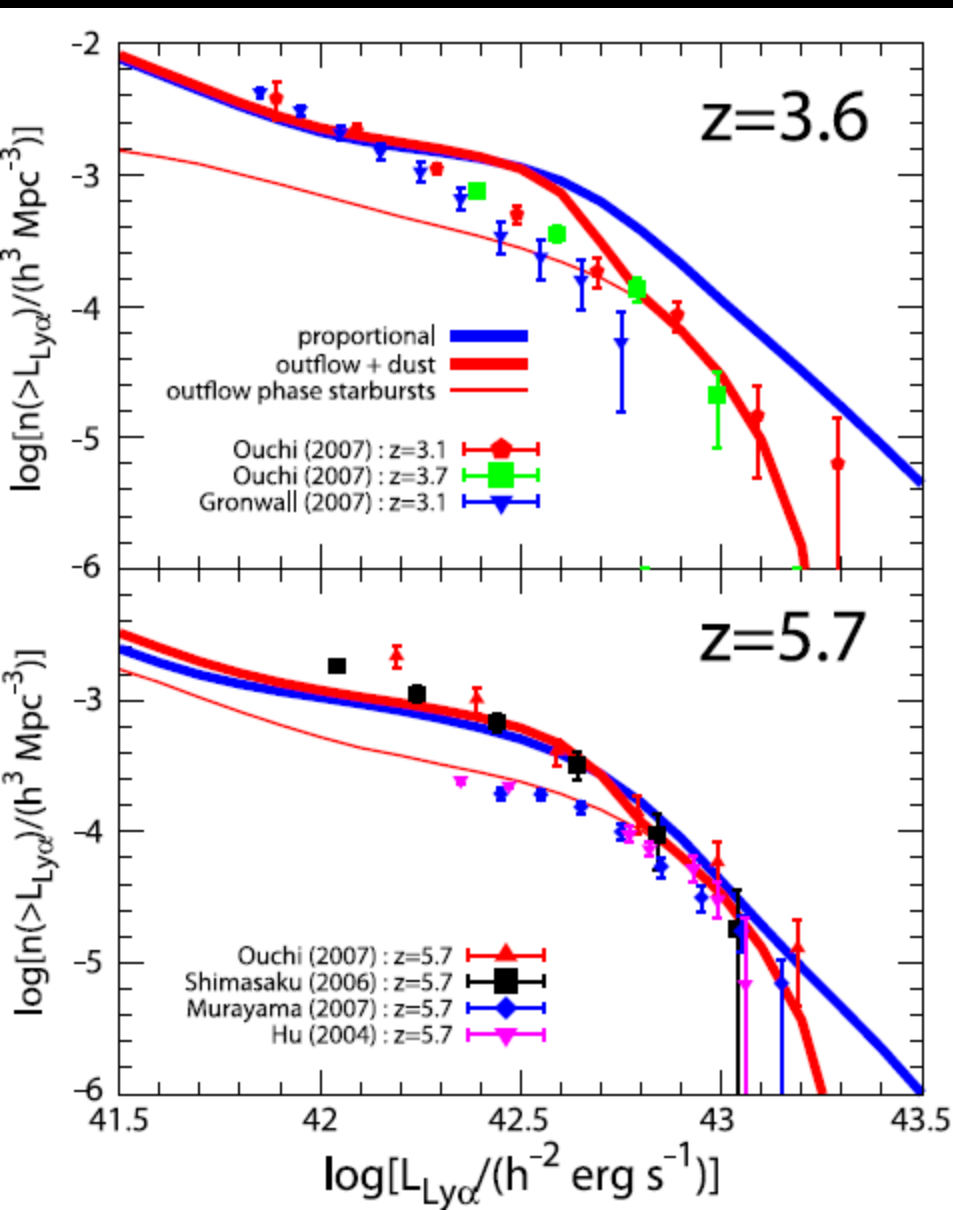 log[n(>L_Lyα)/(h³ Mpc⁻³)]
−2
−3
−4
−5
−6
z=3.6
proportional
outflow + dust
outflow phase starbursts
Ouchi (2007) : z=3.1
Ouchi (2007) : z=3.7
Gronwall (2007) : z=3.1
log[n(>L_Lyα)/(h³ Mpc⁻³)]
−3
−4
−5
−6
z=5.7
Ouchi (2007) : z=5.7
Shimasaku (2006) : z=5.7
Murayama (2007) : z=5.7
Hu (2004) : z=5.7
41.5 42 42.5 43 43.5
log[L_Lyα/(h⁻² erg s⁻¹)]